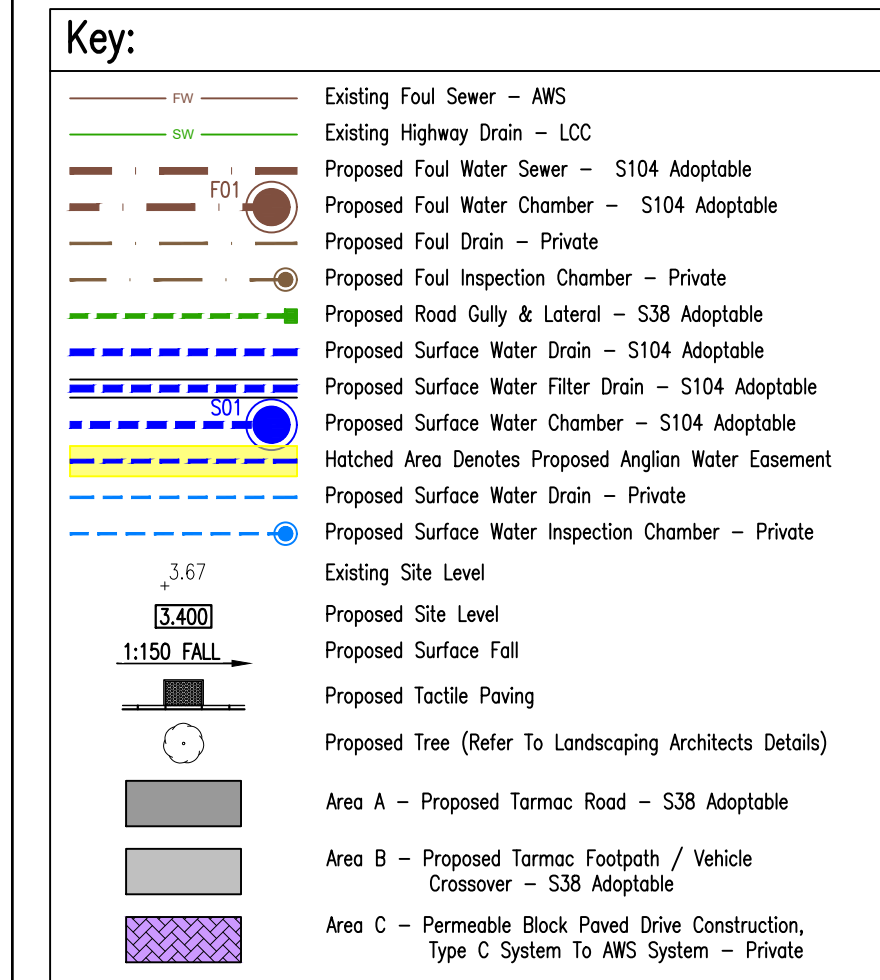 Key:
FW Existing Foul Sewer – AWS
SW Existing Highway Drain – LCC
Proposed Foul Water Sewer – S104 Adoptable
F01 Proposed Foul Water Chamber – S104 Adoptable
Proposed Foul Drain – Private
Proposed Foul Inspection Chamber – Private
Proposed Road Gully & Lateral – S38 Adoptable
Proposed Surface Water Drain – S104 Adoptable
Proposed Surface Water Filter Drain – S104 Adoptable
S01 Proposed Surface Water Chamber – S104 Adoptable
Hatched Area Denotes Proposed Anglian Water Easement
Proposed Surface Water Drain – Private
Proposed Surface Water Inspection Chamber – Private
+3.67 Existing Site Level
3.400 Proposed Site Level
1:150 FALL Proposed Surface Fall
Proposed Tactile Paving
Proposed Tree (Refer To Landscaping Architects Details)
Area A – Proposed Tarmac Road – S38 Adoptable
Area B – Proposed Tarmac Footpath / Vehicle
Crossover – S38 Adoptable
Area C – Permeable Block Paved Drive Construction,
Type C System To AWS System – Private